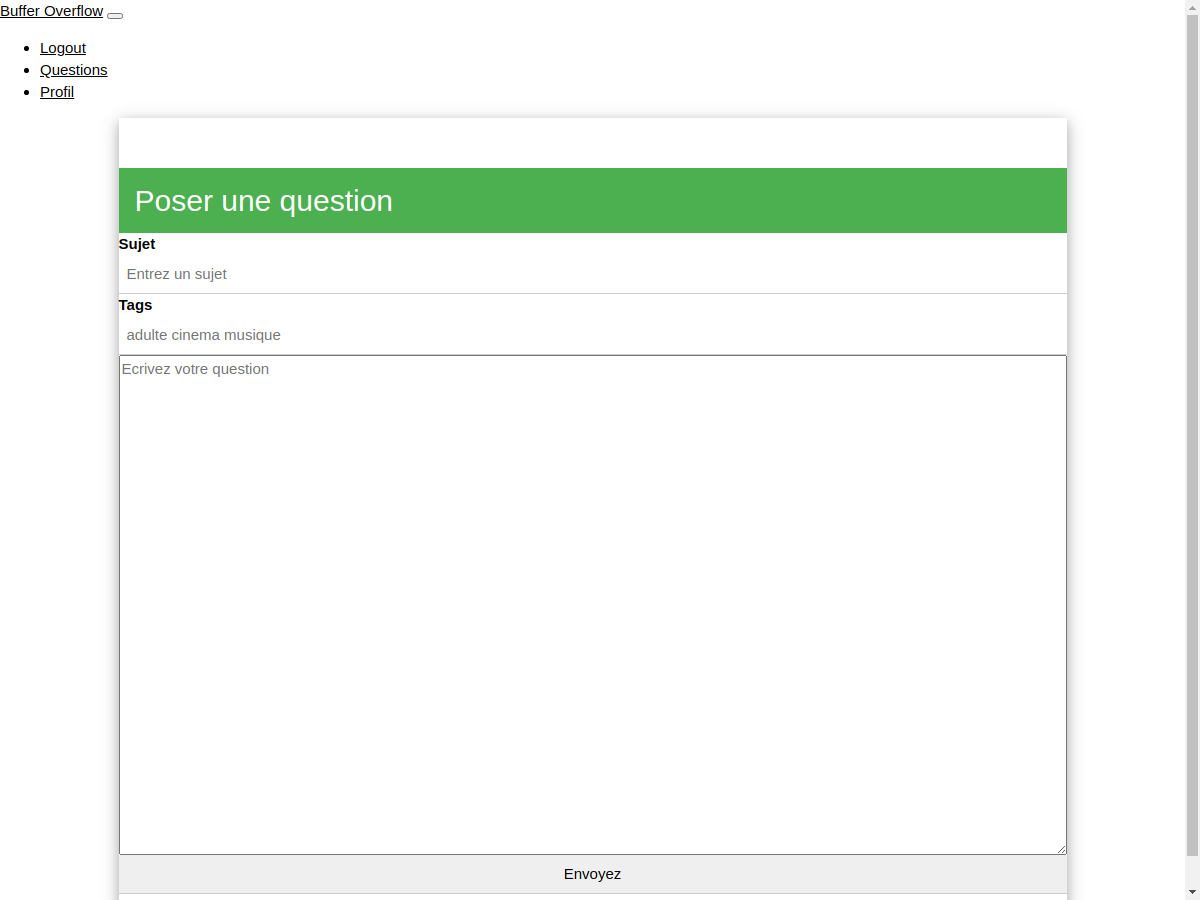 Buffer Overflow
Logout
Questions
Profil
Poser une question
Sujet
Entrez un sujet
Tags
adulte cinema musique
Ecrivez votre question
Envoyez